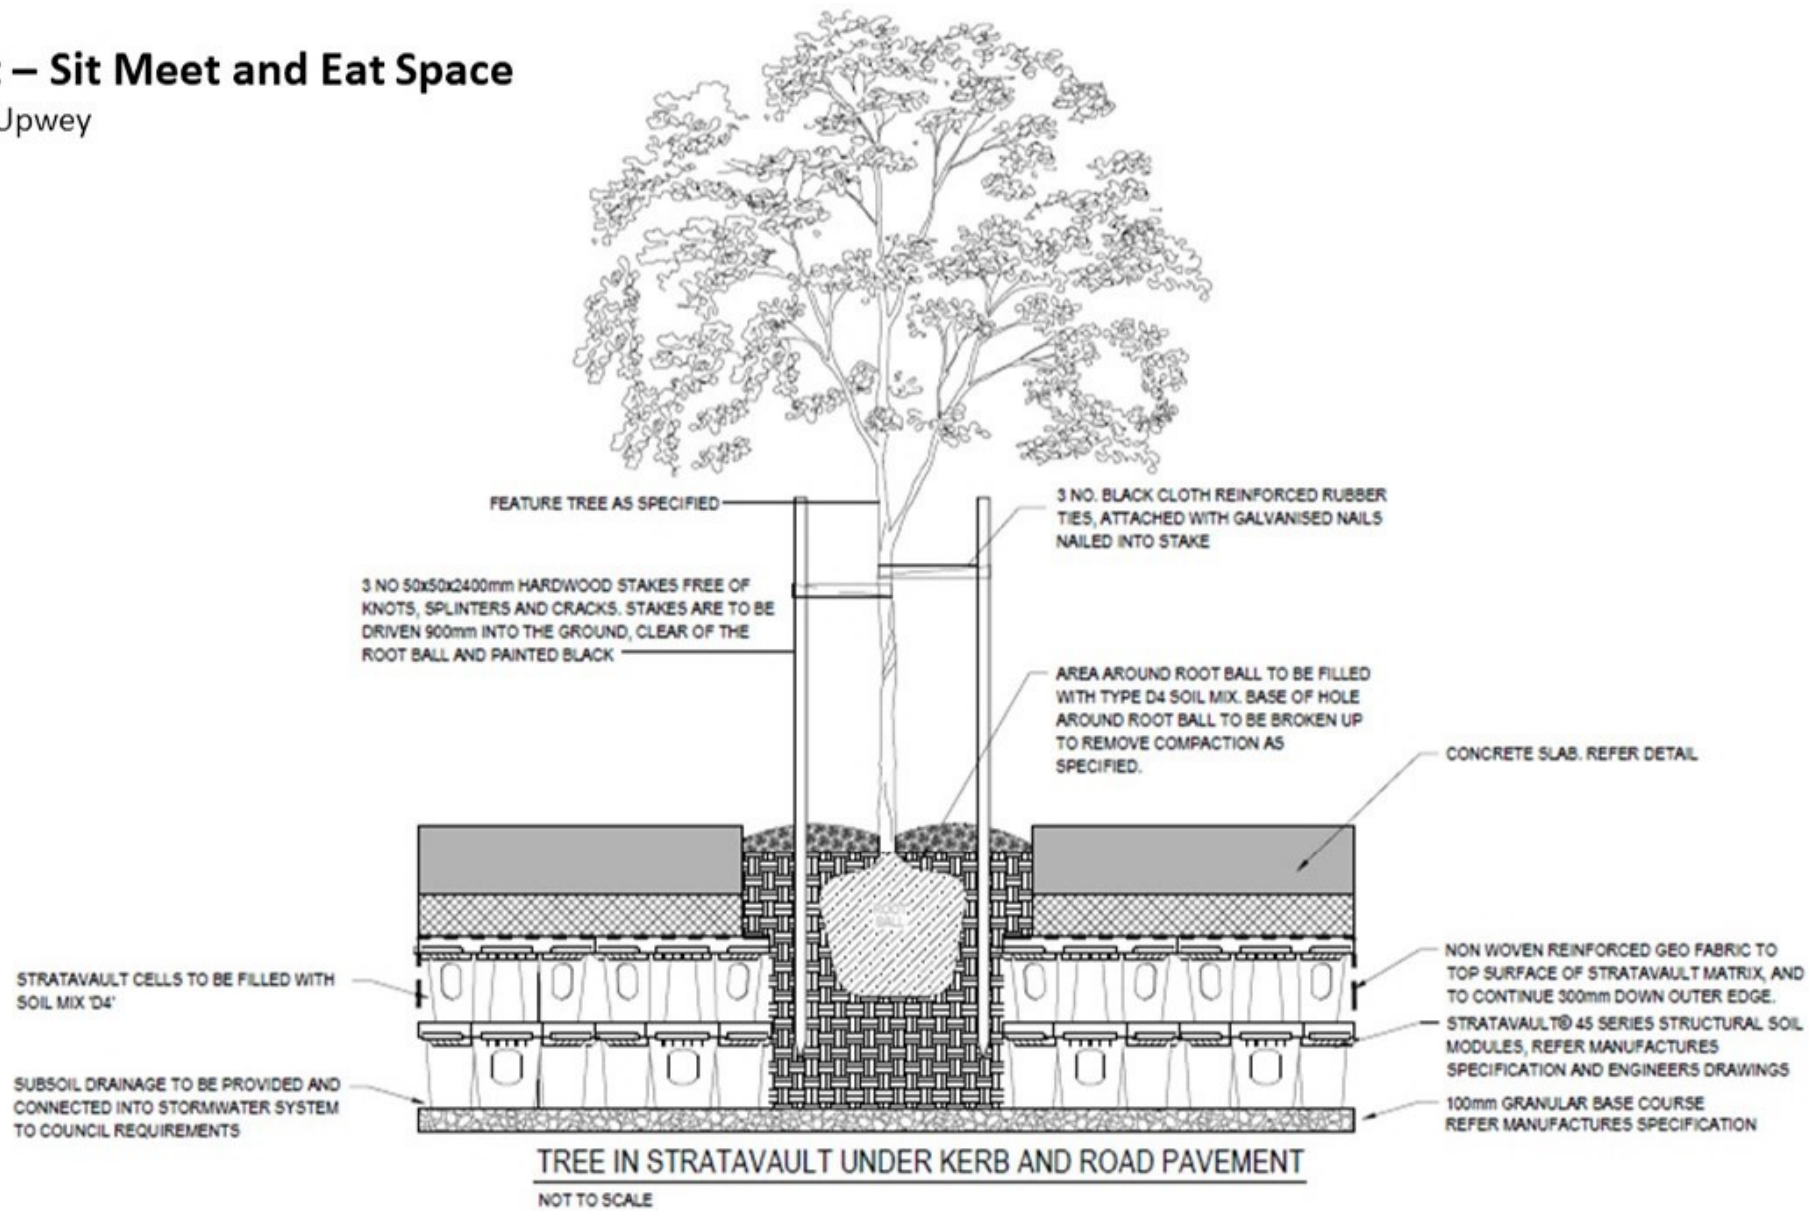 – Sit Meet and Eat Space
Upwey
FEATURE TREE AS SPECIFIED
3 NO. BLACK CLOTH REINFORCED RUBBER
TIES, ATTACHED WITH GALVANISED NAILS
NAILED INTO STAKE
3 NO 50x50x2400mm HARDWOOD STAKES FREE OF
KNOTS, SPLINTERS AND CRACKS. STAKES ARE TO BE
DRIVEN 900mm INTO THE GROUND, CLEAR OF THE
ROOT BALL AND PAINTED BLACK
AREA AROUND ROOT BALL TO BE FILLED
WITH TYPE D4 SOIL MIX. BASE OF HOLE
AROUND ROOT BALL TO BE BROKEN UP
TO REMOVE COMPACTION AS
SPECIFIED.
CONCRETE SLAB. REFER DETAIL
ROOT
BALL
STRATAVAULT CELLS TO BE FILLED WITH
SOIL MIX 'D4'
NON WOVEN REINFORCED GEO FABRIC TO
TOP SURFACE OF STRATAVAULT MATRIX, AND
TO CONTINUE 300mm DOWN OUTER EDGE.
STRATAVAULT® 45 SERIES STRUCTURAL SOIL
MODULES, REFER MANUFACTURES
SPECIFICATION AND ENGINEERS DRAWINGS
SUBSOIL DRAINAGE TO BE PROVIDED AND
CONNECTED INTO STORMWATER SYSTEM
TO COUNCIL REQUIREMENTS
100mm GRANULAR BASE COURSE
REFER MANUFACTURES SPECIFICATION
TREE IN STRATAVAULT UNDER KERB AND ROAD PAVEMENT
NOT TO SCALE